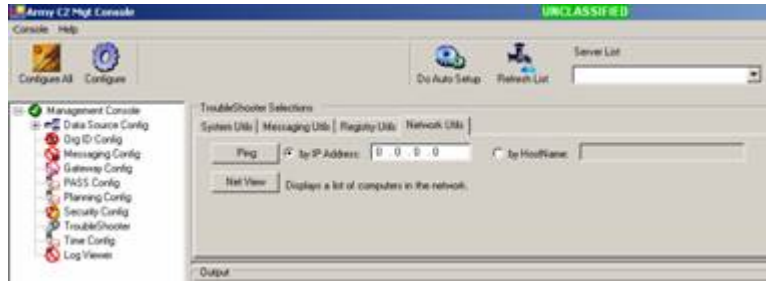 Army C2 Mgt Console
UNCLASSIFIED
Console Help
Configure All Configure
Do Auto Setup Refresh List
Server List
Management Console
Data Source Config
Org ID Config
Messaging Config
Gateway Config
PASS Config
Planning Config
Security Config
TroubleShooter
Time Config
Log Viewer
TroubleShooter Selections
System Utils Messaging Utils Registry Utils Network Utils
Ping by IP Address: 0 . 0 . 0 . 0 by HostName:
Net View Displays a list of computers in the network.
Output